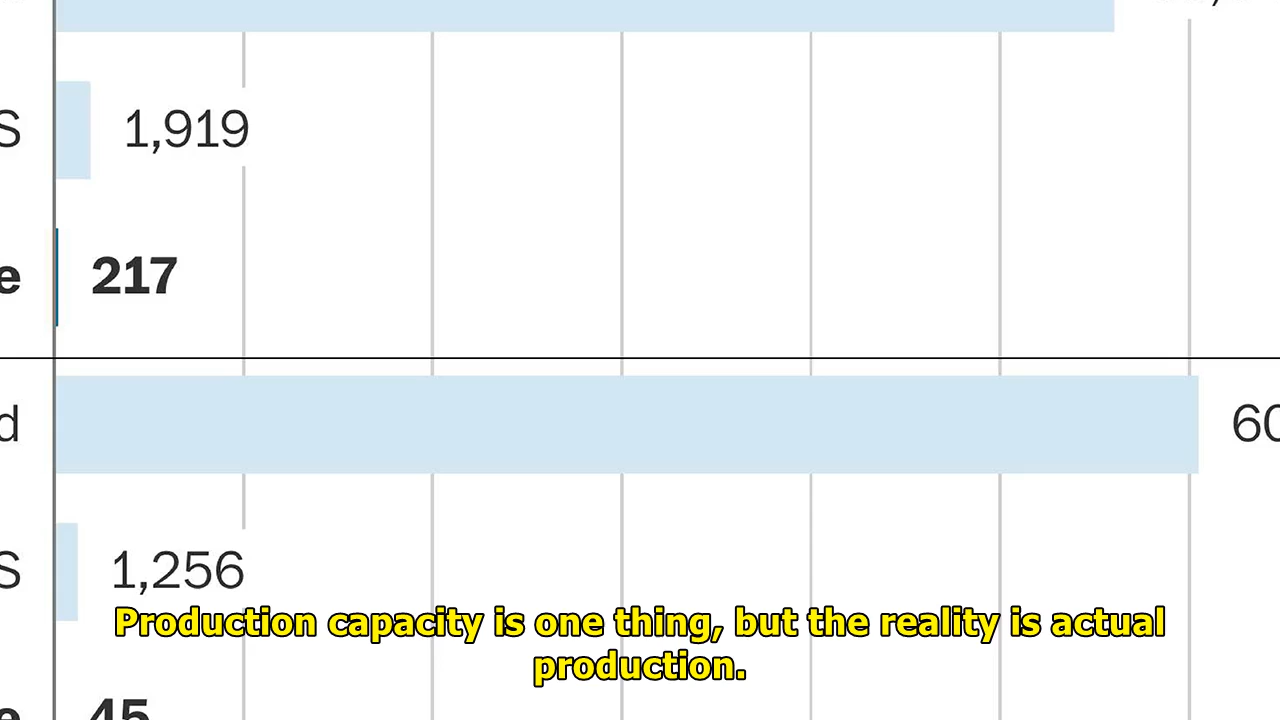 S 1,919
e 217
d 60
S 1,256
Production capacity is one thing, but the reality is actual
production.
e 45